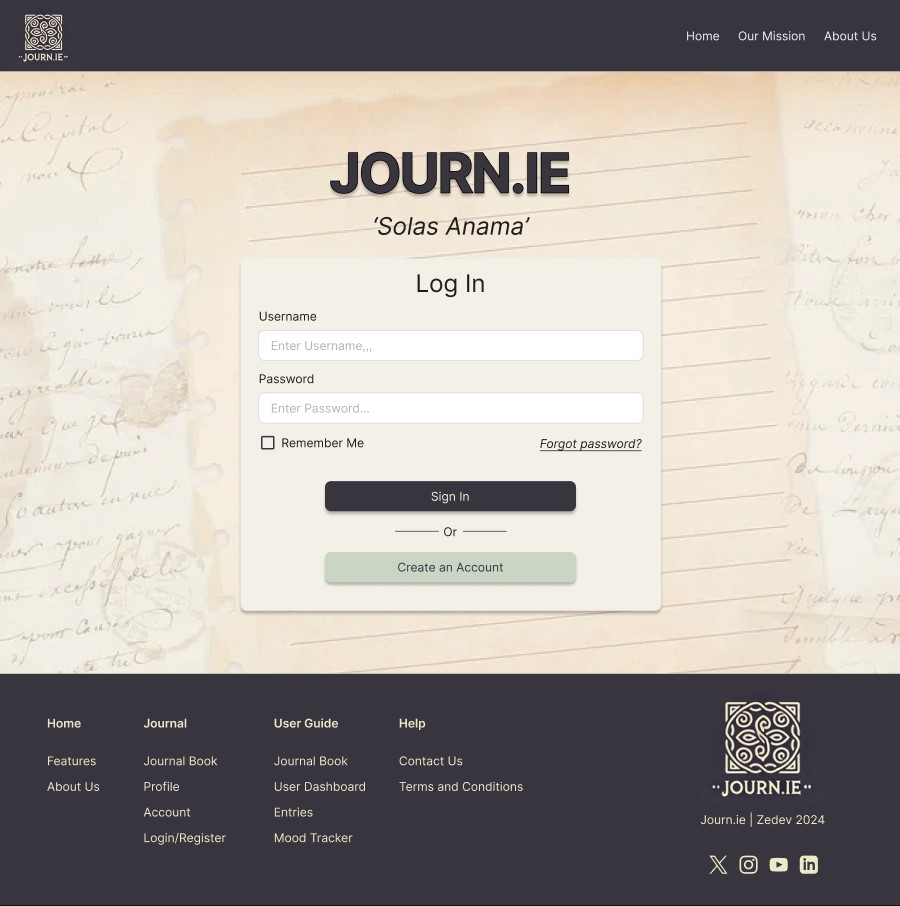 ··JOURN.IE··
Home Our Mission About Us
JOURN.IE
‘Solas Anama’
Log In
Username
Enter Username,,,
Password
Enter Password...
Remember Me Forgot password?
Sign In
Or
Create an Account
Home
Features
About Us
Journal
Journal Book
Profile
Account
Login/Register
User Guide
Journal Book
User Dashboard
Entries
Mood Tracker
Help
Contact Us
Terms and Conditions
··JOURN.IE··
Journ.ie | Zedev 2024